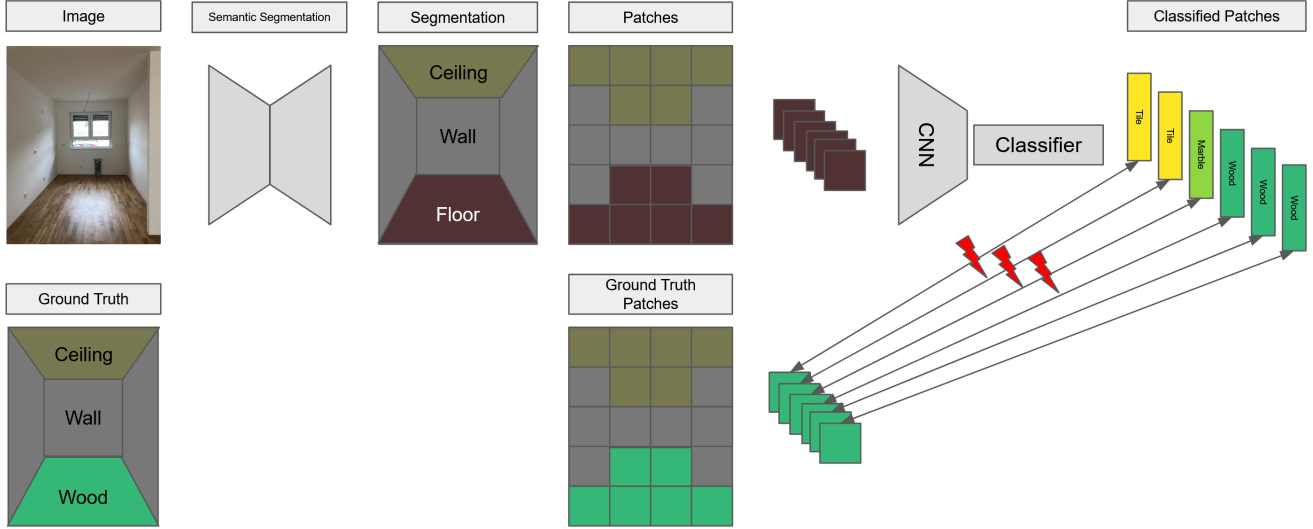 Image
Semantic Segmentation
Segmentation
Patches
Classified Patches
Ceiling
Wall
Floor
CNN
Classifier
Tile
Tile
Marble
Wood
Wood
Wood
Ground Truth
Ground Truth
Patches
Ceiling
Wall
Wood